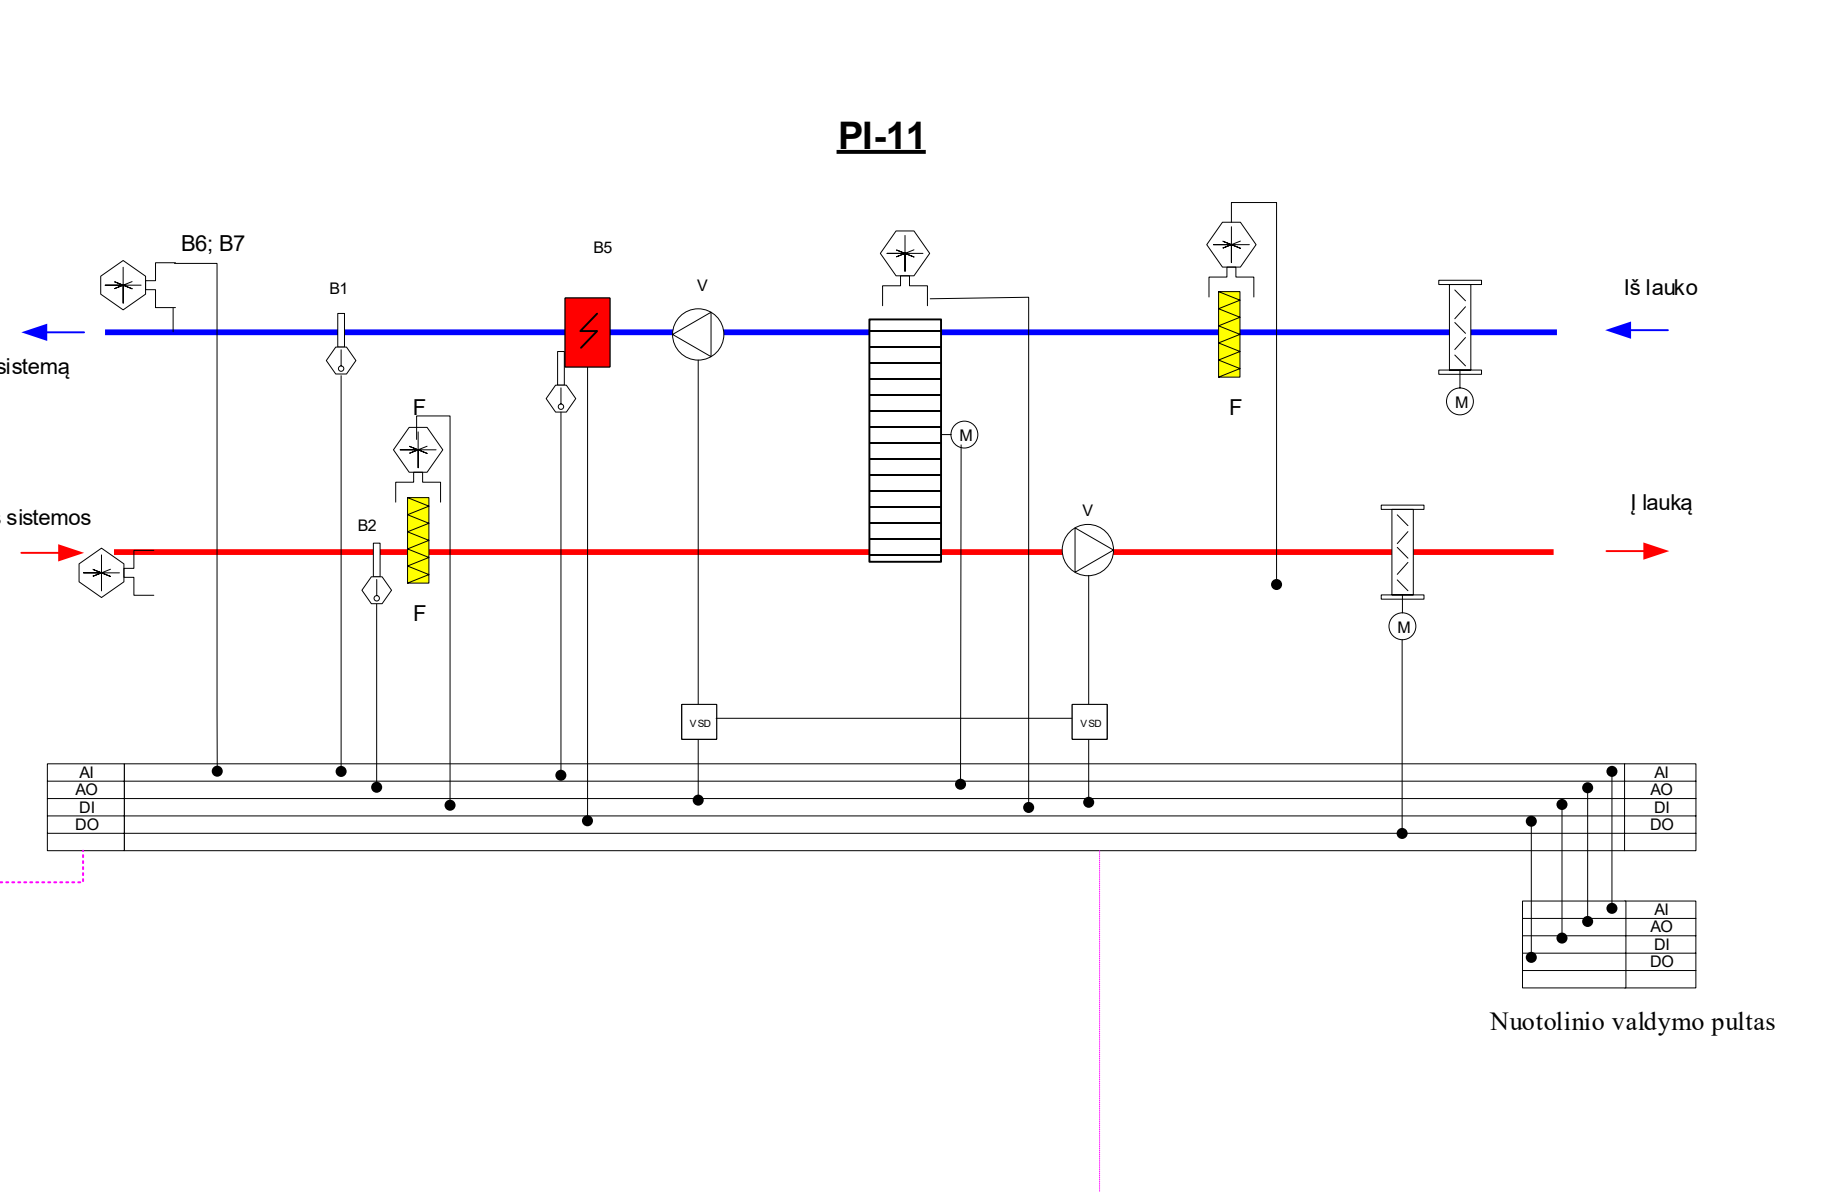 PI-11
B6; B7
B5
B1
V
Iš lauko
sistemą
F
F
M
M
V
Į lauką
sistemos
B2
F
M
VSD
VSD
AI
AI
AO
AO
DI
DI
DO
DO
AI
AO
DI
DO
Nuotolinio valdymo pultas